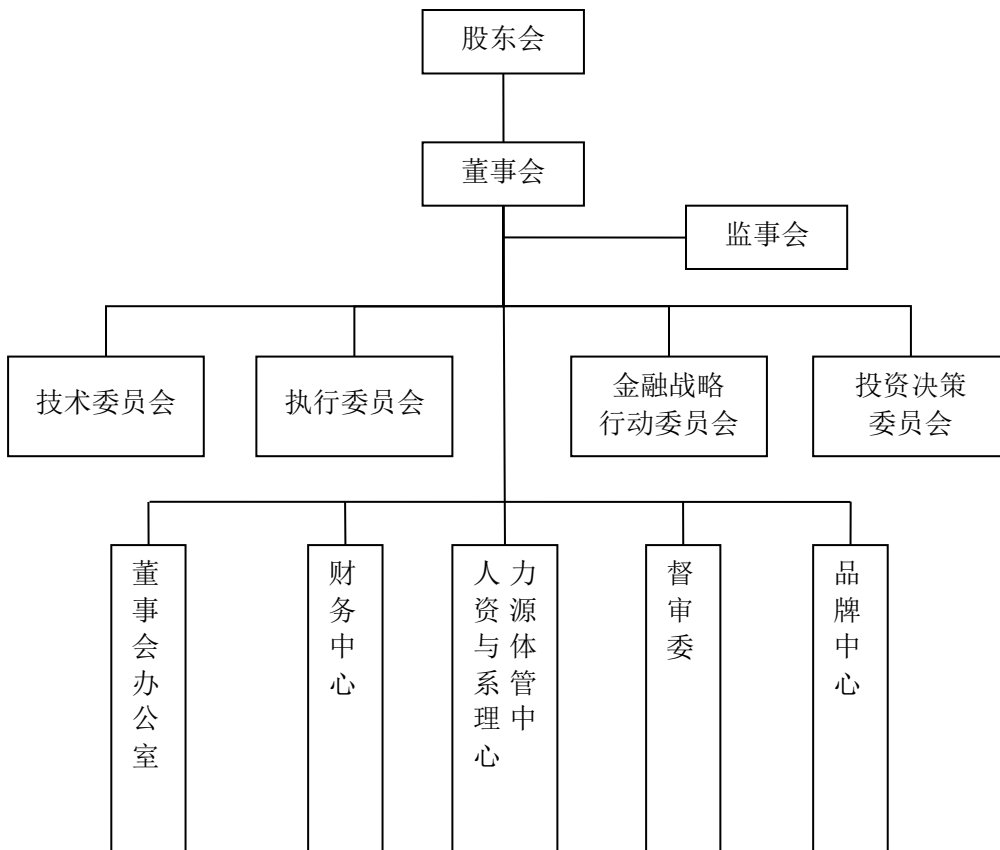 股东会
董事会
监事会
技术委员会
执行委员会
金融战略
行动委员会
投资决策
委员会
董事会办公室
财务中心
人力
资源
与体
系管
理中
心
督审委
品牌中心